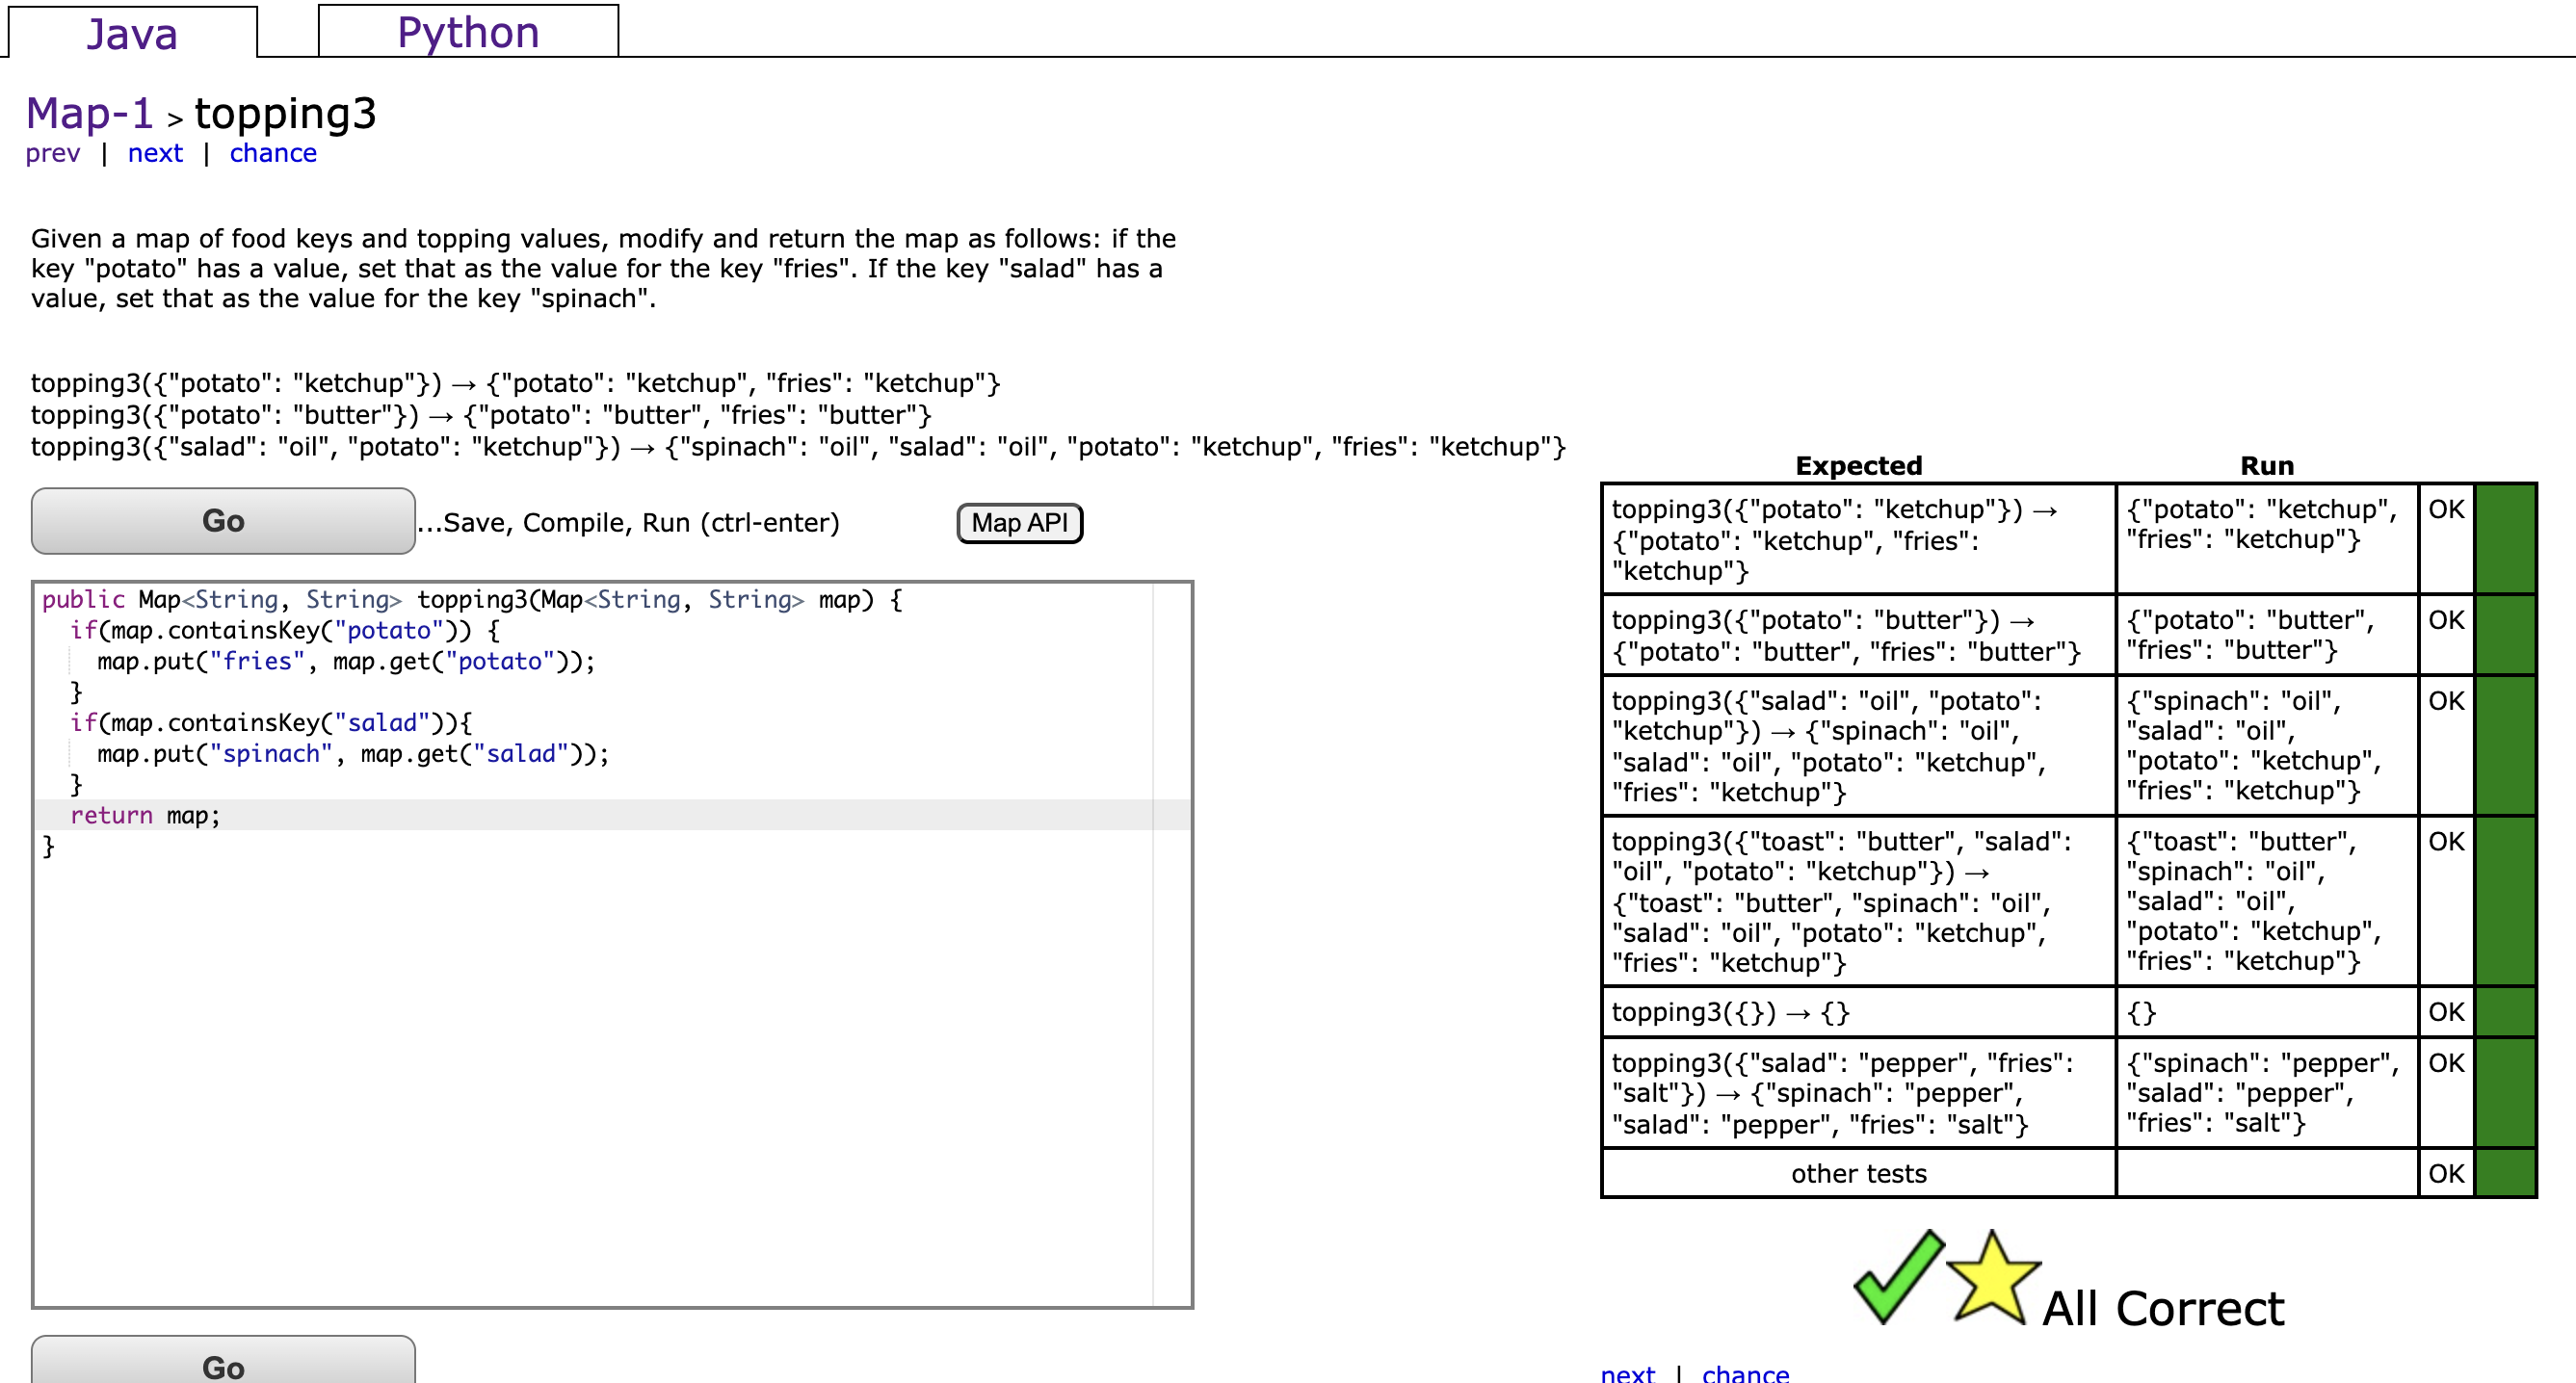 Java
Python
Map-1 > topping3
prev | next | chance
Given a map of food keys and topping values, modify and return the map as follows: if the
key "potato" has a value, set that as the value for the key "fries". If the key "salad" has a
value, set that as the value for the key "spinach".
topping3({"potato": "ketchup"}) → {"potato": "ketchup", "fries": "ketchup"}
topping3({"potato": "butter"}) → {"potato": "butter", "fries": "butter"}
topping3({"salad": "oil", "potato": "ketchup"}) → {"spinach": "oil", "salad": "oil", "potato": "ketchup", "fries": "ketchup"}
Go ...Save, Compile, Run (ctrl-enter) Map API
public Map<String, String> topping3(Map<String, String> map) {
  if(map.containsKey("potato")) {
    map.put("fries", map.get("potato"));
  }
  if(map.containsKey("salad")){
    map.put("spinach", map.get("salad"));
  }
  return map;
}
Go
Expected Run
topping3({"potato": "ketchup"}) →
{"potato": "ketchup", "fries":
"ketchup"}
{"potato": "ketchup",
"fries": "ketchup"}
OK
topping3({"potato": "butter"}) →
{"potato": "butter", "fries": "butter"}
{"potato": "butter",
"fries": "butter"}
OK
topping3({"salad": "oil", "potato":
"ketchup"}) → {"spinach": "oil",
"salad": "oil", "potato": "ketchup",
"fries": "ketchup"}
{"spinach": "oil",
"salad": "oil",
"potato": "ketchup",
"fries": "ketchup"}
OK
topping3({"toast": "butter", "salad":
"oil", "potato": "ketchup"}) →
{"toast": "butter", "spinach": "oil",
"salad": "oil", "potato": "ketchup",
"fries": "ketchup"}
{"toast": "butter",
"spinach": "oil",
"salad": "oil",
"potato": "ketchup",
"fries": "ketchup"}
OK
topping3({}) → {}
{}
OK
topping3({"salad": "pepper", "fries":
"salt"}) → {"spinach": "pepper",
"salad": "pepper", "fries": "salt"}
{"spinach": "pepper",
"salad": "pepper",
"fries": "salt"}
OK
other tests
OK
All Correct
next | chance